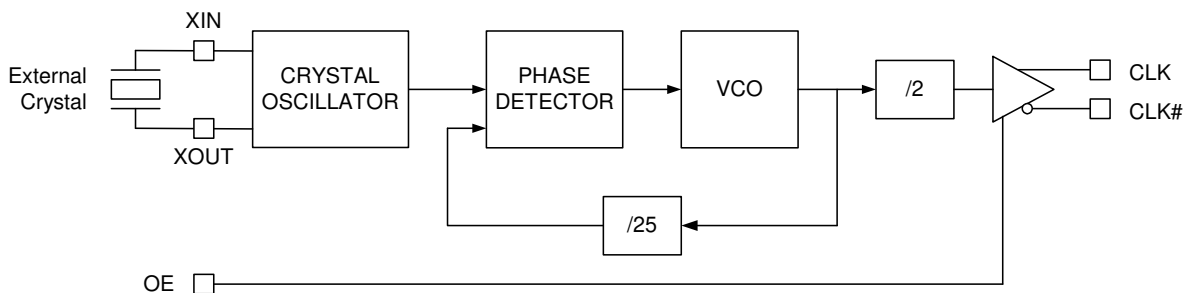 XIN
External
Crystal
XOUT
CRYSTAL
OSCILLATOR
PHASE
DETECTOR
VCO
/2
CLK
CLK#
/25
OE